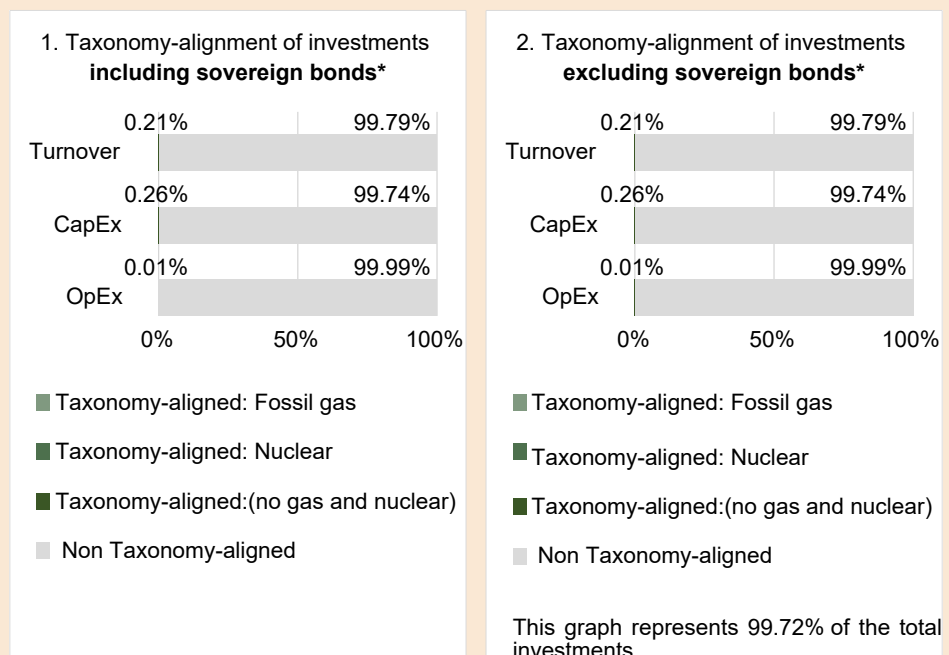 1. Taxonomy-alignment of investments
including sovereign bonds*
0.21% 99.79%
Turnover
0.26% 99.74%
CapEx
0.01% 99.99%
OpEx
0% 50% 100%
Taxonomy-aligned: Fossil gas
Taxonomy-aligned: Nuclear
Taxonomy-aligned:(no gas and nuclear)
Non Taxonomy-aligned
2. Taxonomy-alignment of investments
excluding sovereign bonds*
0.21% 99.79%
Turnover
0.26% 99.74%
CapEx
0.01% 99.99%
OpEx
0% 50% 100%
Taxonomy-aligned: Fossil gas
Taxonomy-aligned: Nuclear
Taxonomy-aligned:(no gas and nuclear)
Non Taxonomy-aligned
This graph represents 99.72% of the total
investments